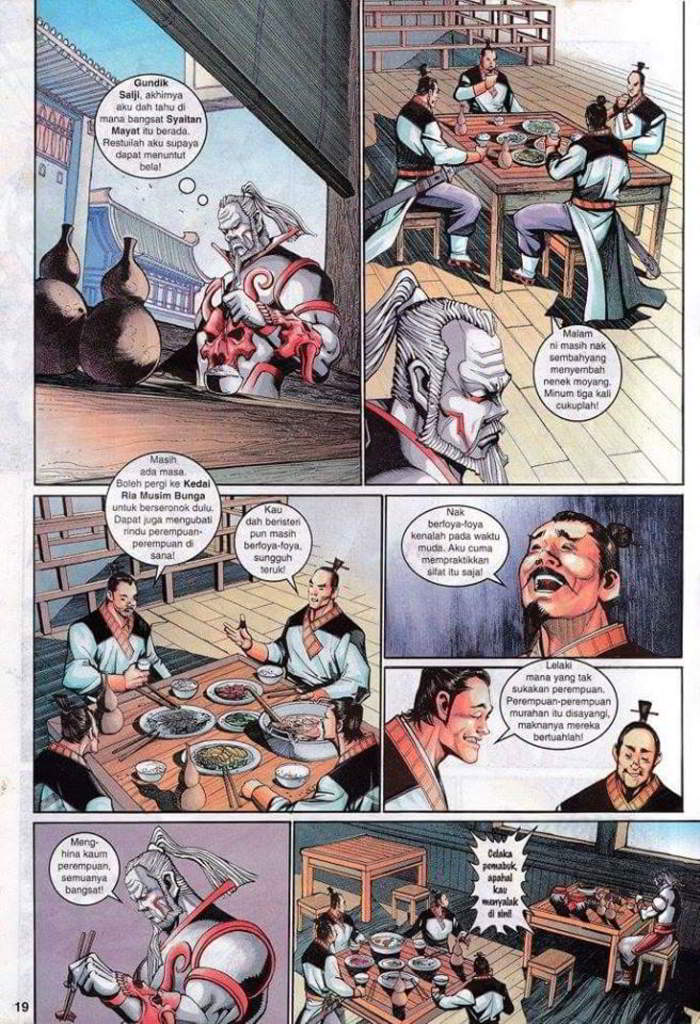 Gundik
Salji, akhirnya
aku dah tahu di
mana bangsat Syaitan
Mayat itu berada.
Restuilah aku supaya
dapat menuntut
bela!
Malam
ni masih nak
sembahyang
menyembah
nenek moyang.
Minum tiga kali
cukuplah!
Masih
ada masa.
Boleh pergi ke Kedai
Ria Musim Bunga
untuk berseronok dulu.
Dapat juga mengubati
rindu perempuan-
perempuan di
sana!
Kau
dah beristeri
pun masih
berfoya-foya,
sungguh
teruk!
Nak
berfoya-foya
kenalah pada waktu
muda. Aku cuma
mempraktikkan
sifat itu saja!
Lelaki
mana yang tak
sukakan perempuan.
Perempuan-perempuan
murahan itu disayangi,
maknanya mereka
bertuahlah!
Meng-
hina kaum
perempuan,
semuanya
bangsat!
Celaka
pemabuk,
apahal
kau
menyalak
di sini!
19